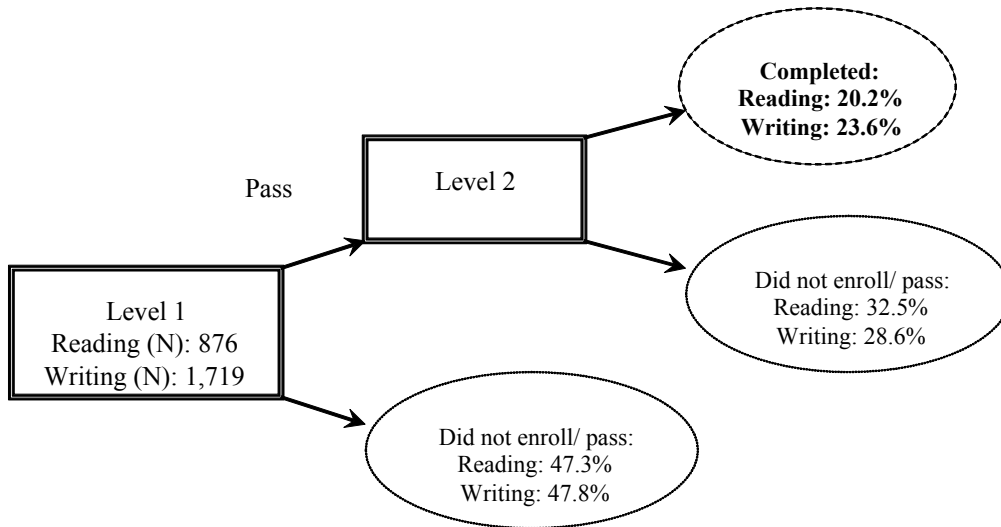 Completed:
Reading: 20.2%
Writing: 23.6%
Pass
Level 2
Did not enroll/ pass:
Reading: 32.5%
Writing: 28.6%
Level 1
Reading (N): 876
Writing (N): 1,719
Did not enroll/ pass:
Reading: 47.3%
Writing: 47.8%